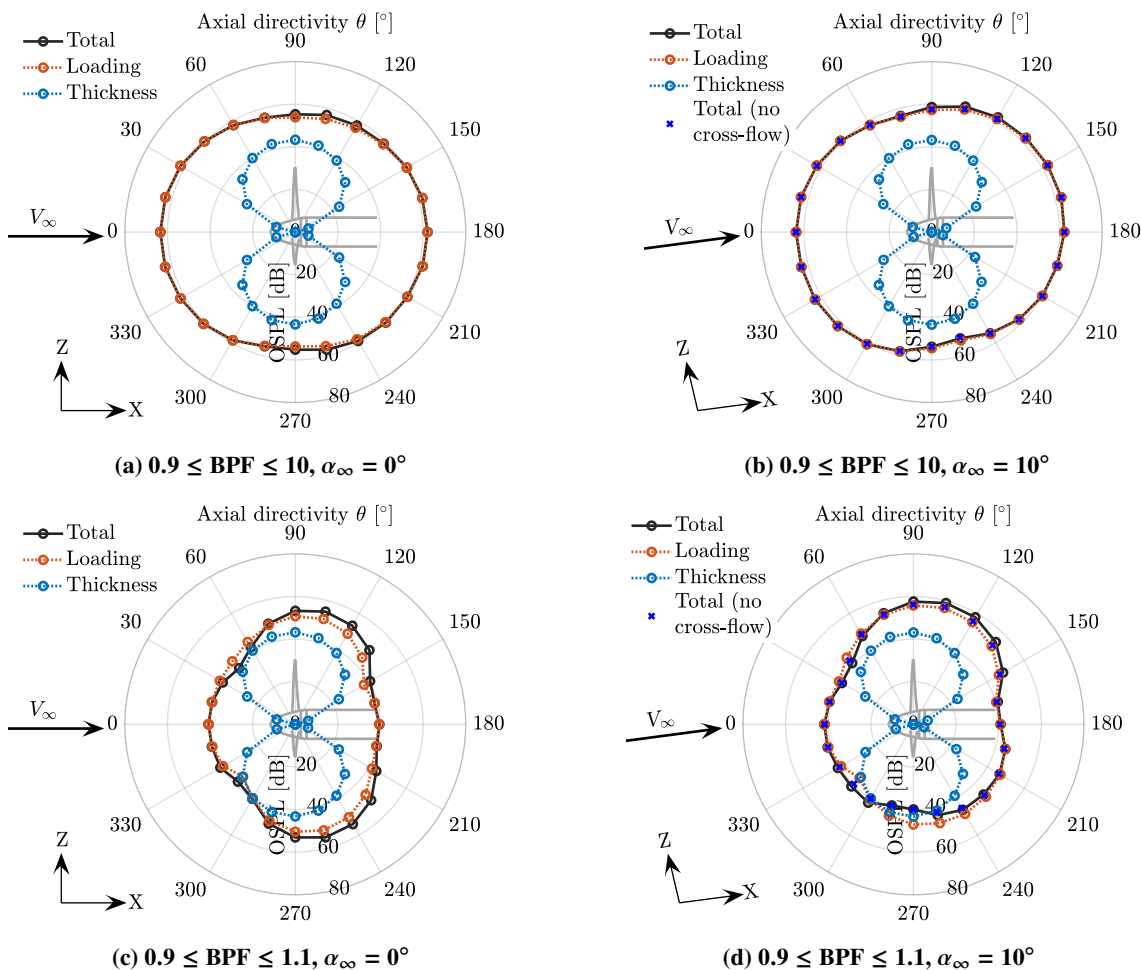 Axial directivity θ [°]
Total
Loading
Thickness
90
60
120
30
150
V∞
0
180
0
20
40
60
80
OSPL [dB]
330
210
300
240
270
Z
X
(a) 0.9 ≤ BPF ≤ 10, α∞ = 0°
Axial directivity θ [°]
Total
Loading
Thickness
Total (no
cross-flow)
90
60
120
30
150
V∞
0
180
0
20
40
60
80
OSPL [dB]
330
210
300
240
270
Z
X
(b) 0.9 ≤ BPF ≤ 10, α∞ = 10°
Axial directivity θ [°]
Total
Loading
Thickness
90
60
120
30
150
V∞
0
180
0
20
40
60
80
OSPL [dB]
330
210
300
240
270
Z
X
(c) 0.9 ≤ BPF ≤ 1.1, α∞ = 0°
Axial directivity θ [°]
Total
Loading
Thickness
Total (no
cross-flow)
90
60
120
30
150
V∞
0
180
0
20
40
60
80
OSPL [dB]
330
210
300
240
270
Z
X
(d) 0.9 ≤ BPF ≤ 1.1, α∞ = 10°